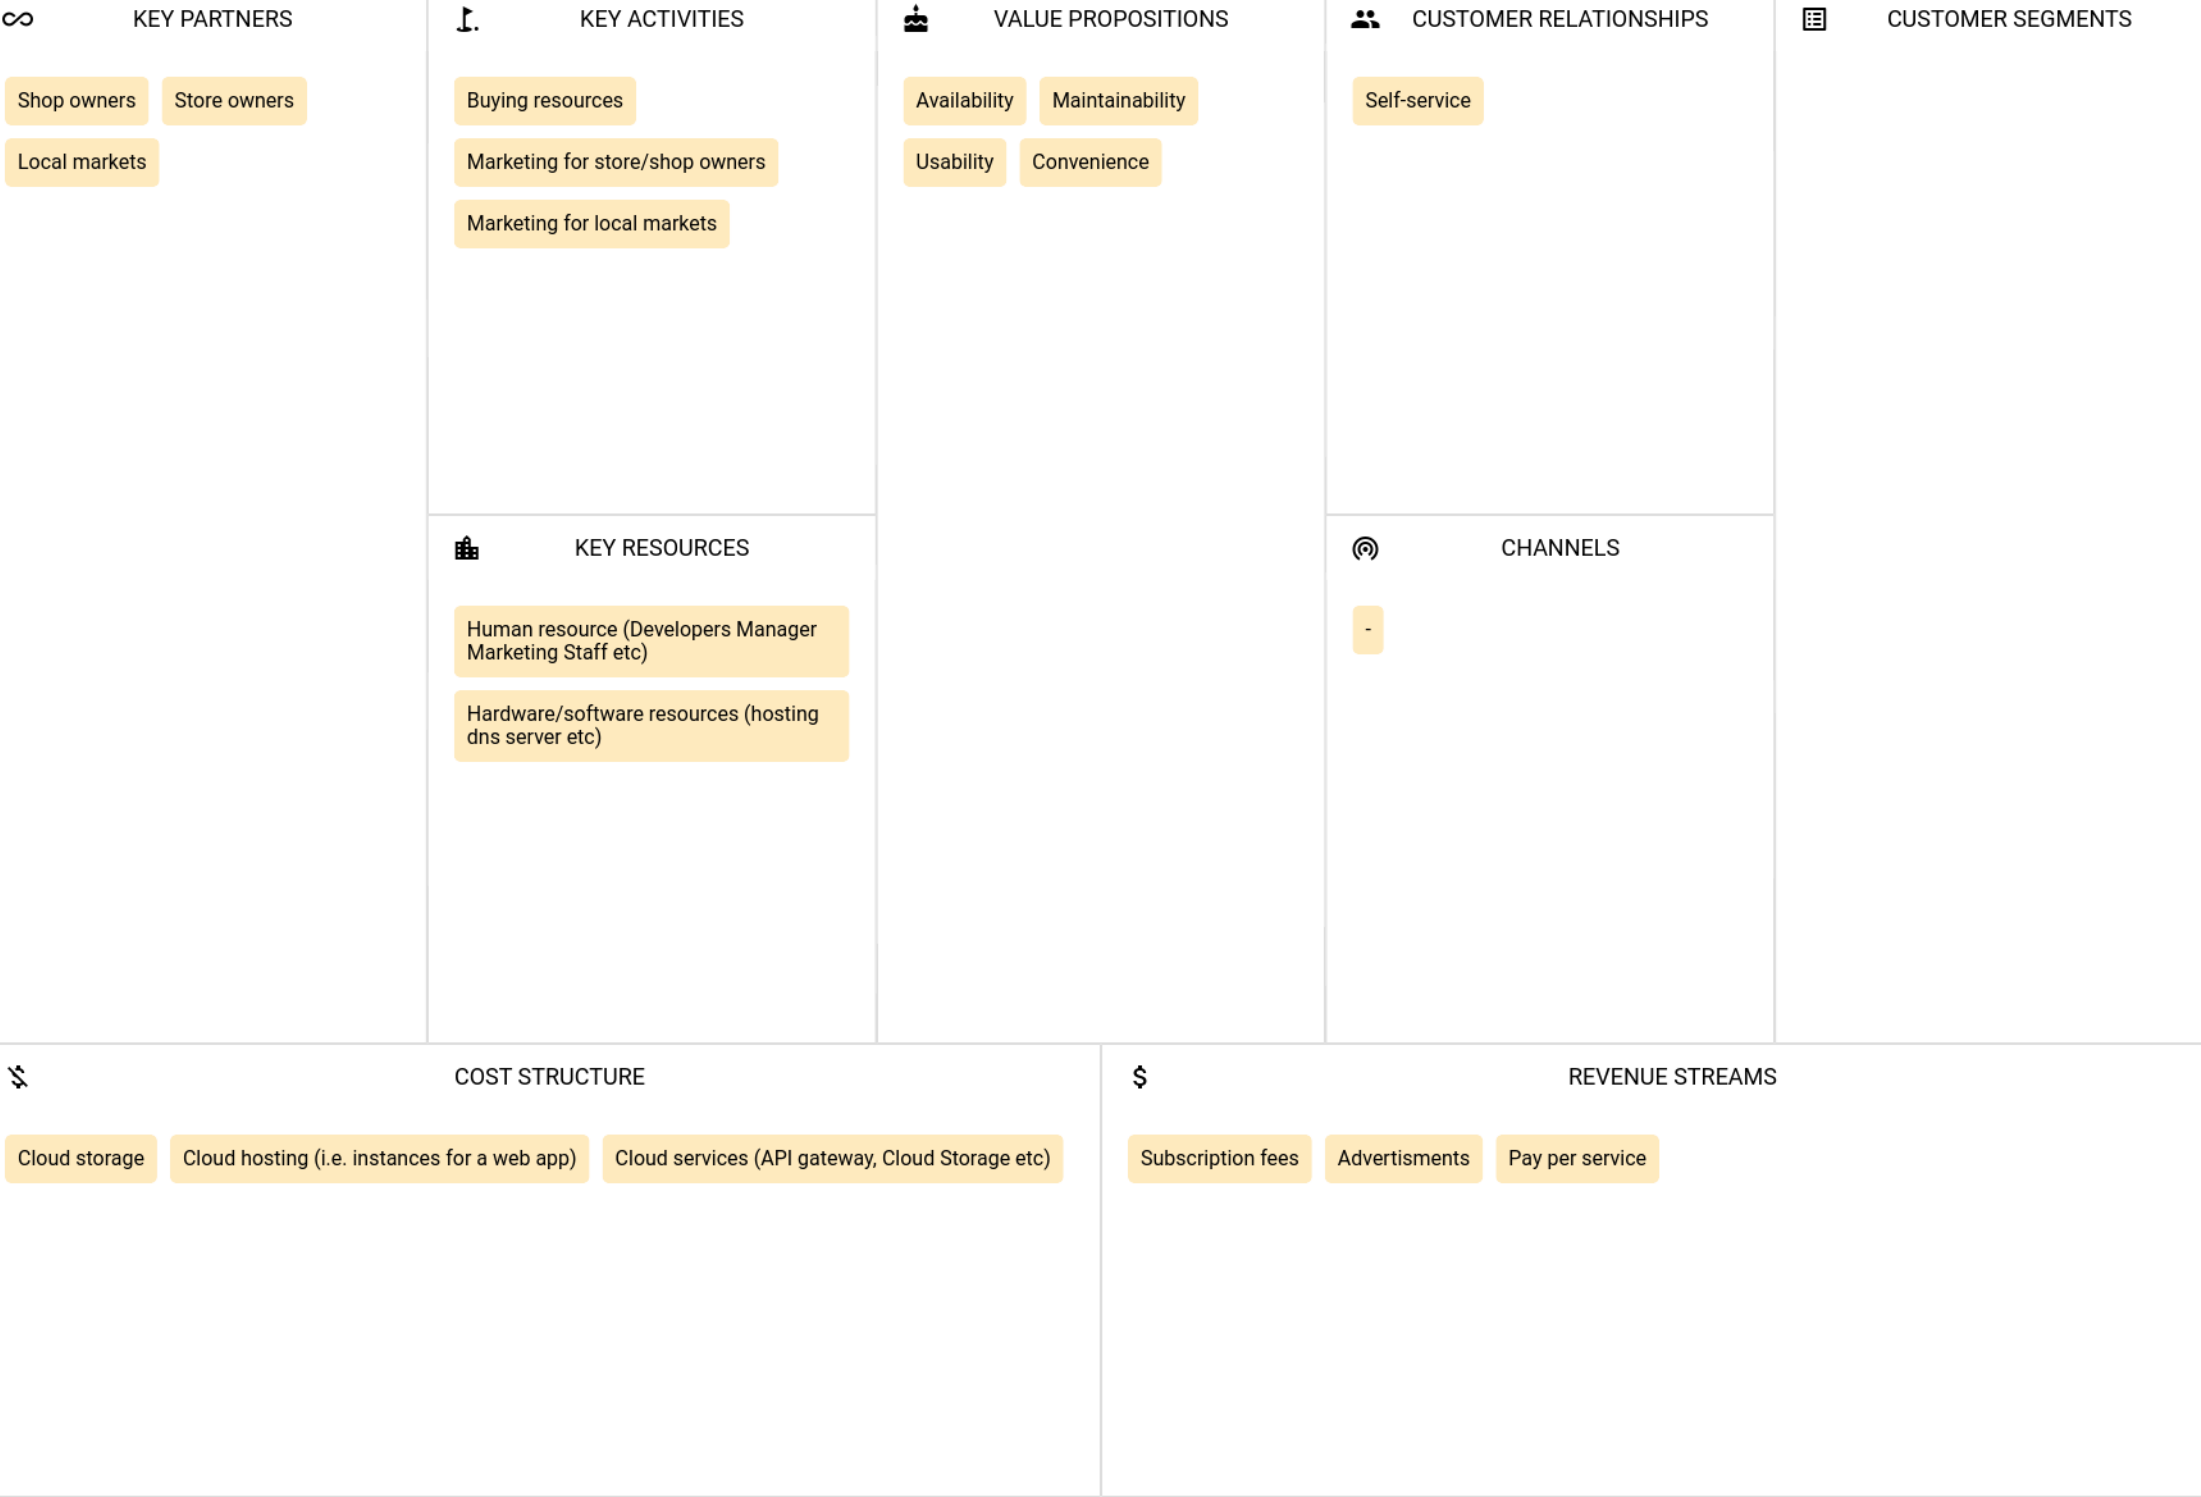 KEY PARTNERS
Shop owners
Store owners
Local markets
KEY ACTIVITIES
Buying resources
Marketing for store/shop owners
Marketing for local markets
KEY RESOURCES
Human resource (Developers Manager
Marketing Staff etc)
Hardware/software resources (hosting
dns server etc)
VALUE PROPOSITIONS
Availability
Maintainability
Usability
Convenience
CUSTOMER RELATIONSHIPS
Self-service
CHANNELS
-
CUSTOMER SEGMENTS
COST STRUCTURE
Cloud storage
Cloud hosting (i.e. instances for a web app)
Cloud services (API gateway, Cloud Storage etc)
REVENUE STREAMS
Subscription fees
Advertisments
Pay per service